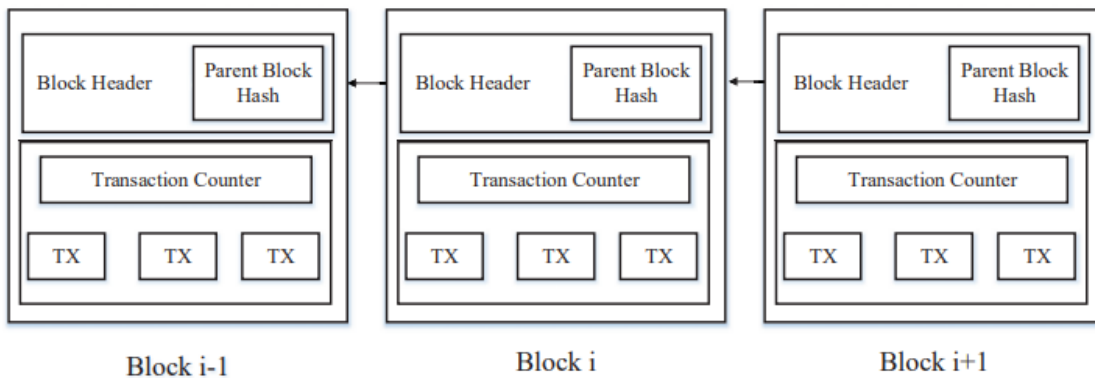 Block Header
Parent Block
Hash
Transaction Counter
TX TX TX
Block i-1
Block Header
Parent Block
Hash
Transaction Counter
TX TX TX
Block i
Block Header
Parent Block
Hash
Transaction Counter
TX TX TX
Block i+1